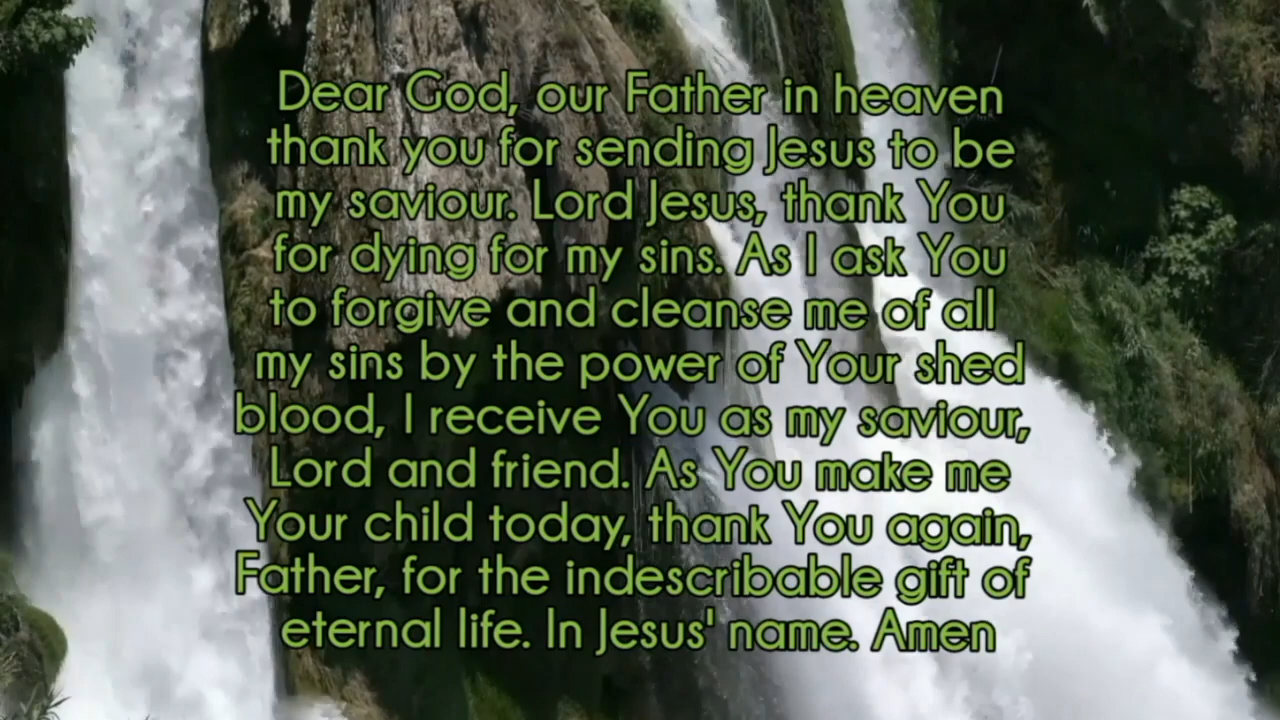 Dear God, our Father in heaven
thank you for sending Jesus to be
my saviour. Lord Jesus, thank You
for dying for my sins. As I ask You
to forgive and cleanse me of all
my sins by the power of Your shed
blood, I receive You as my saviour,
Lord and friend. As You make me
Your child today, thank You again,
Father, for the indescribable gift of
eternal life. In Jesus' name. Amen